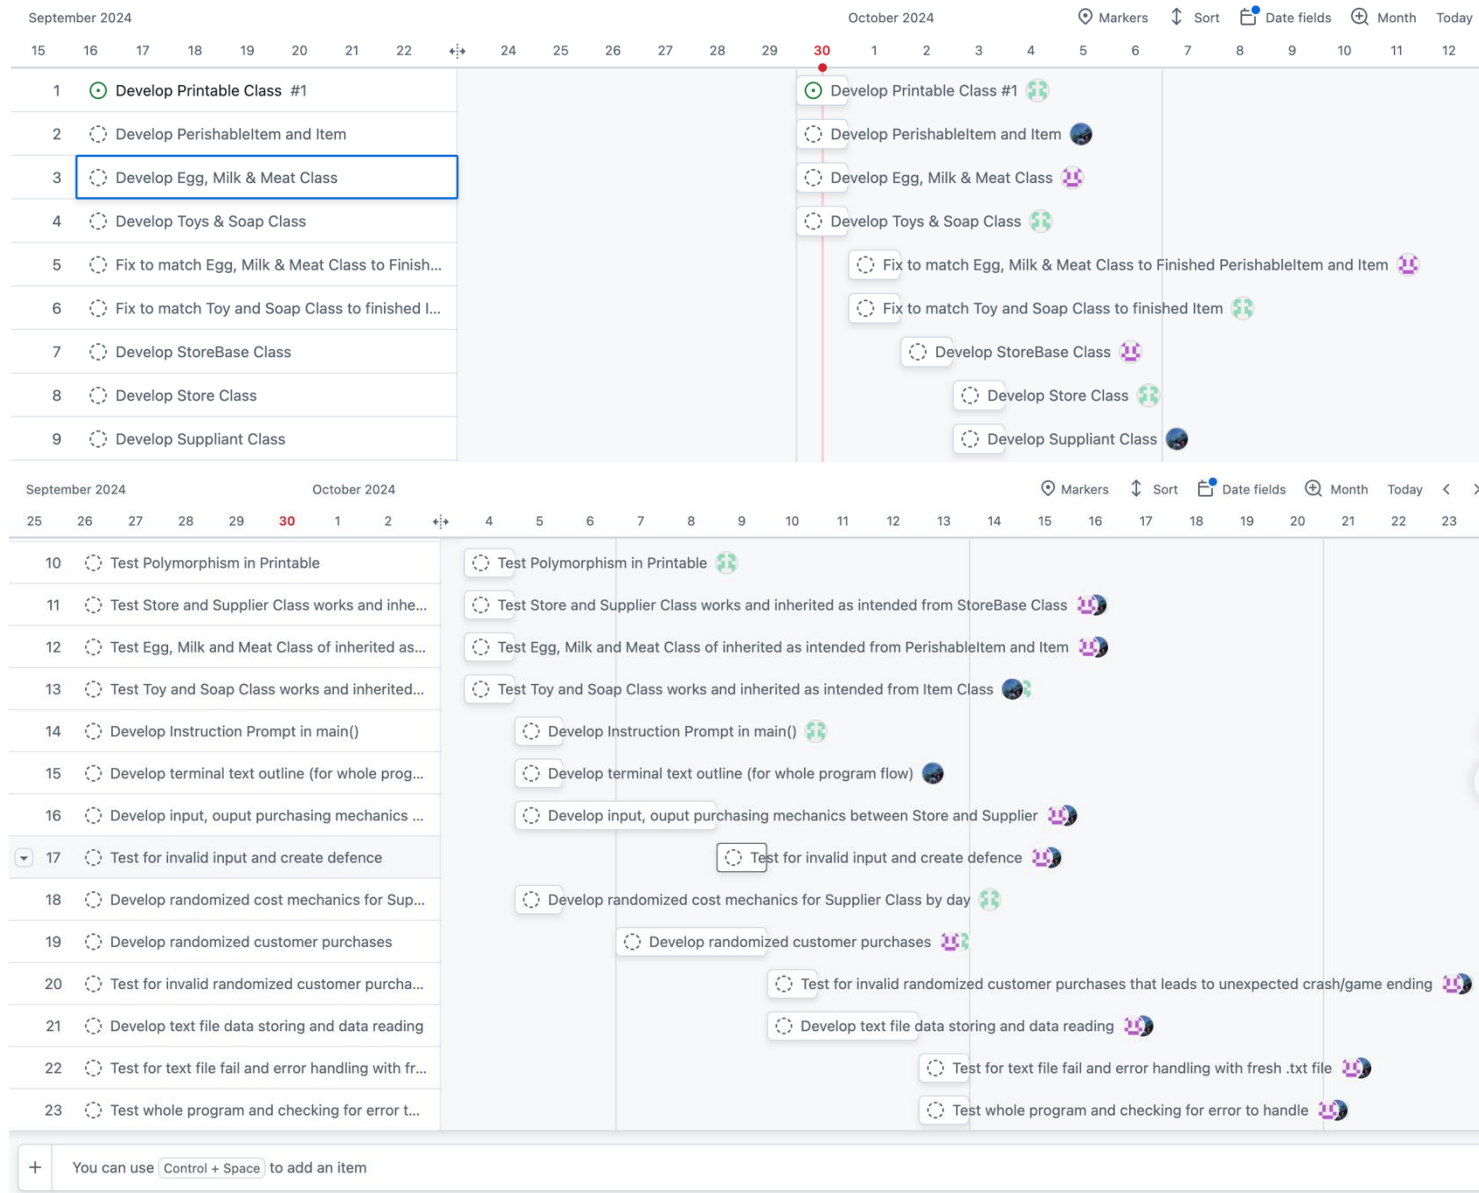 September 2024
October 2024
Markers Sort Date fields Month Today
15 16 17 18 19 20 21 22 24 25 26 27 28 29 30 1 2 3 4 5 6 7 8 9 10 11 12
1 Develop Printable Class #1 Develop Printable Class #1
2 Develop PerishableItem and Item Develop PerishableItem and Item
3 Develop Egg, Milk & Meat Class Develop Egg, Milk & Meat Class
4 Develop Toys & Soap Class Develop Toys & Soap Class
5 Fix to match Egg, Milk & Meat Class to Finish... Fix to match Egg, Milk & Meat Class to Finished PerishableItem and Item
6 Fix to match Toy and Soap Class to finished I... Fix to match Toy and Soap Class to finished Item
7 Develop StoreBase Class Develop StoreBase Class
8 Develop Store Class Develop Store Class
9 Develop Suppliant Class Develop Suppliant Class
September 2024
October 2024
Markers Sort Date fields Month Today
25 26 27 28 29 30 1 2 4 5 6 7 8 9 10 11 12 13 14 15 16 17 18 19 20 21 22 23
10 Test Polymorphism in Printable Test Polymorphism in Printable
11 Test Store and Supplier Class works and inhe... Test Store and Supplier Class works and inherited as intended from StoreBase Class
12 Test Egg, Milk and Meat Class of inherited as... Test Egg, Milk and Meat Class of inherited as intended from PerishableItem and Item
13 Test Toy and Soap Class works and inherited... Test Toy and Soap Class works and inherited as intended from Item Class
14 Develop Instruction Prompt in main() Develop Instruction Prompt in main()
15 Develop terminal text outline (for whole prog... Develop terminal text outline (for whole program flow)
16 Develop input, ouput purchasing mechanics ... Develop input, ouput purchasing mechanics between Store and Supplier
17 Test for invalid input and create defence Test for invalid input and create defence
18 Develop randomized cost mechanics for Sup... Develop randomized cost mechanics for Supplier Class by day
19 Develop randomized customer purchases Develop randomized customer purchases
20 Test for invalid randomized customer purcha... Test for invalid randomized customer purchases that leads to unexpected crash/game ending
21 Develop text file data storing and data reading Develop text file data storing and data reading
22 Test for text file fail and error handling with fr... Test for text file fail and error handling with fresh .txt file
23 Test whole program and checking for error t... Test whole program and checking for error to handle
You can use Control + Space to add an item